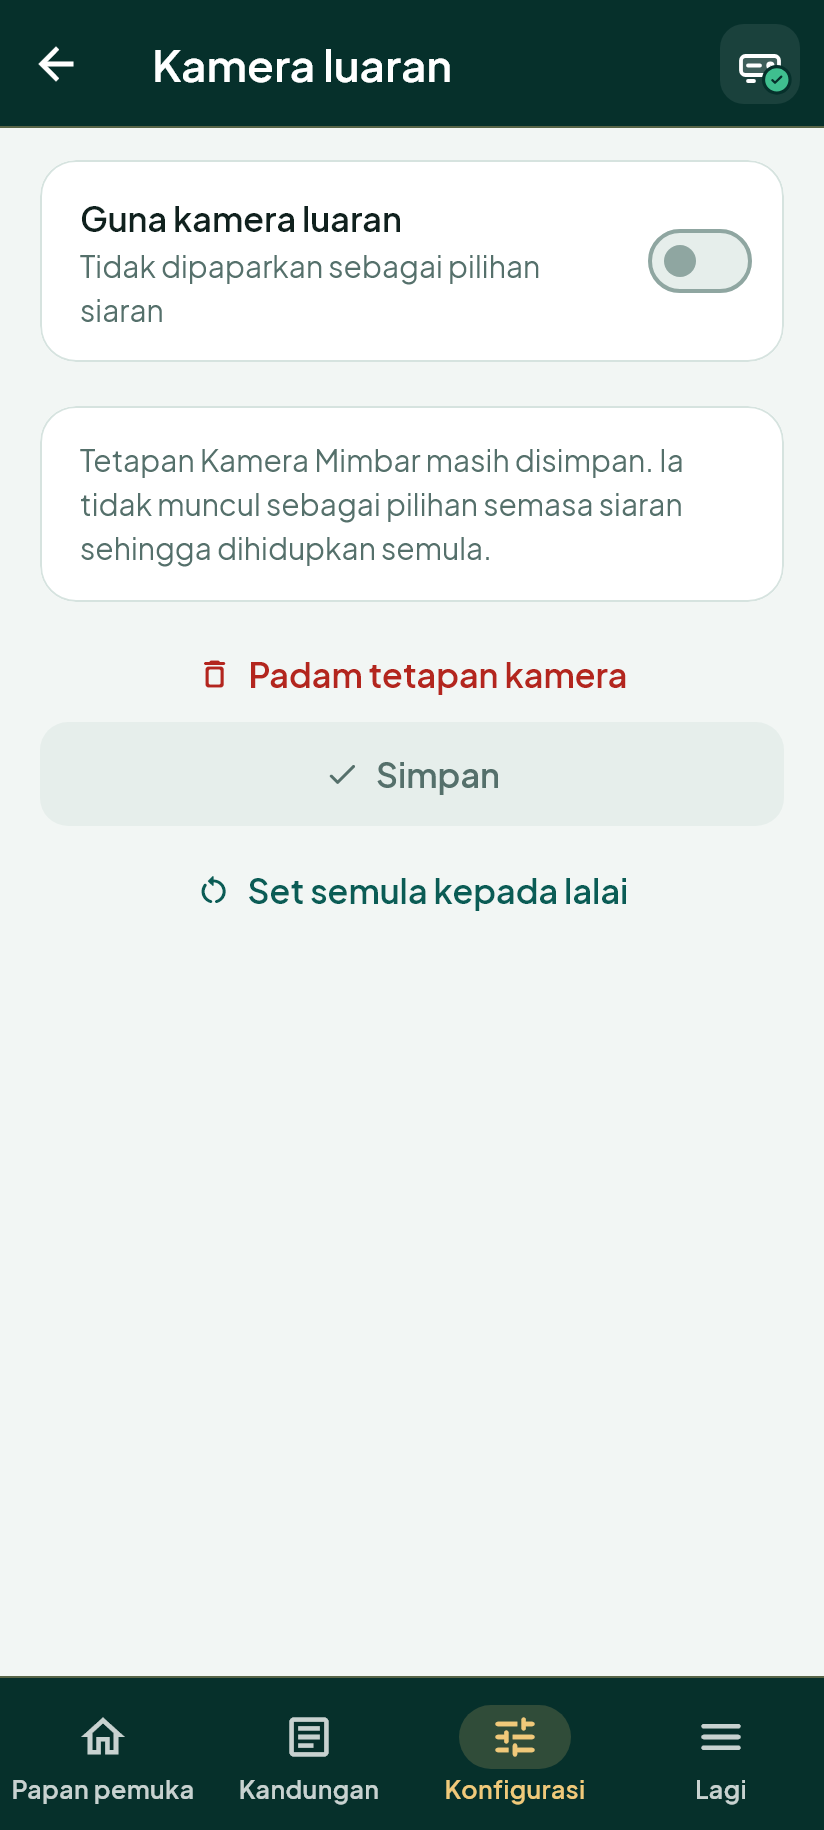 Kamera luaran
Guna kamera luaran
Tidak dipaparkan sebagai pilihan
siaran
Tetapan Kamera Mimbar masih disimpan. Ia
tidak muncul sebagai pilihan semasa siaran
sehingga dihidupkan semula.
Padam tetapan kamera
Simpan
Set semula kepada lalai
Papan pemuka
Kandungan
Konfigurasi
Lagi